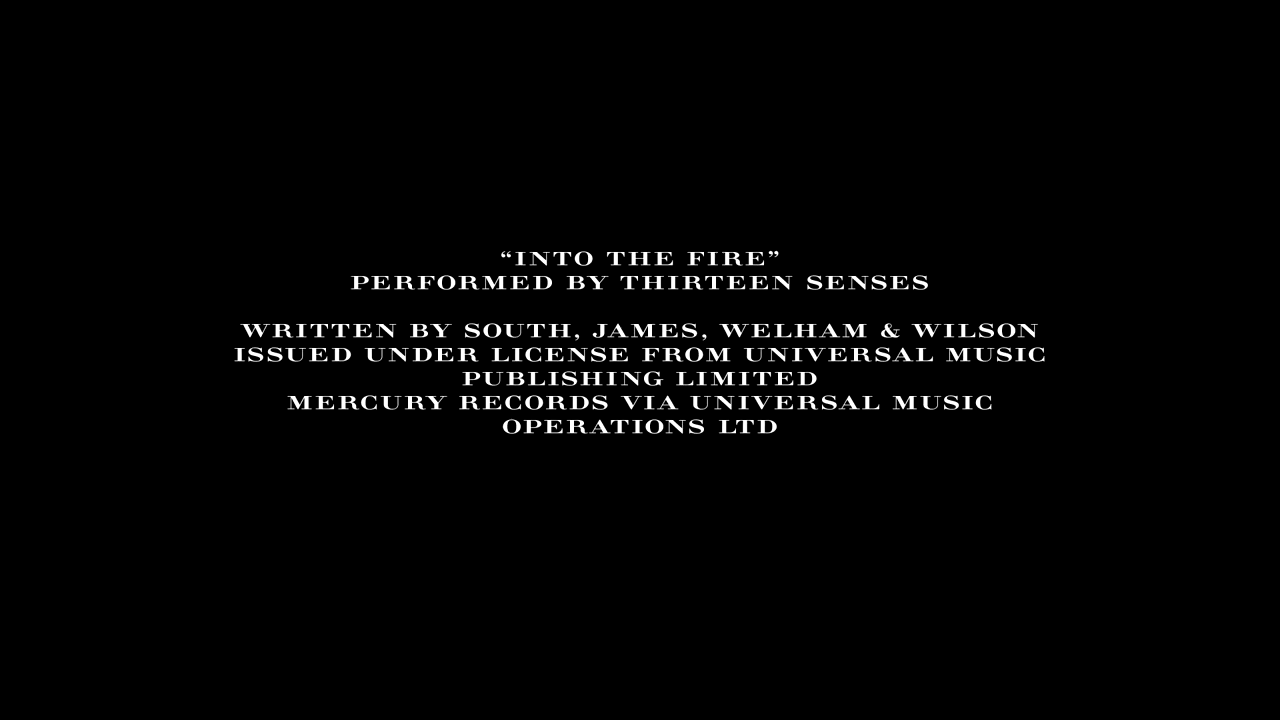 “INTO THE FIRE”
PERFORMED BY THIRTEEN SENSES
WRITTEN BY SOUTH, JAMES, WELHAM & WILSON
ISSUED UNDER LICENSE FROM UNIVERSAL MUSIC
PUBLISHING LIMITED
MERCURY RECORDS VIA UNIVERSAL MUSIC
OPERATIONS LTD